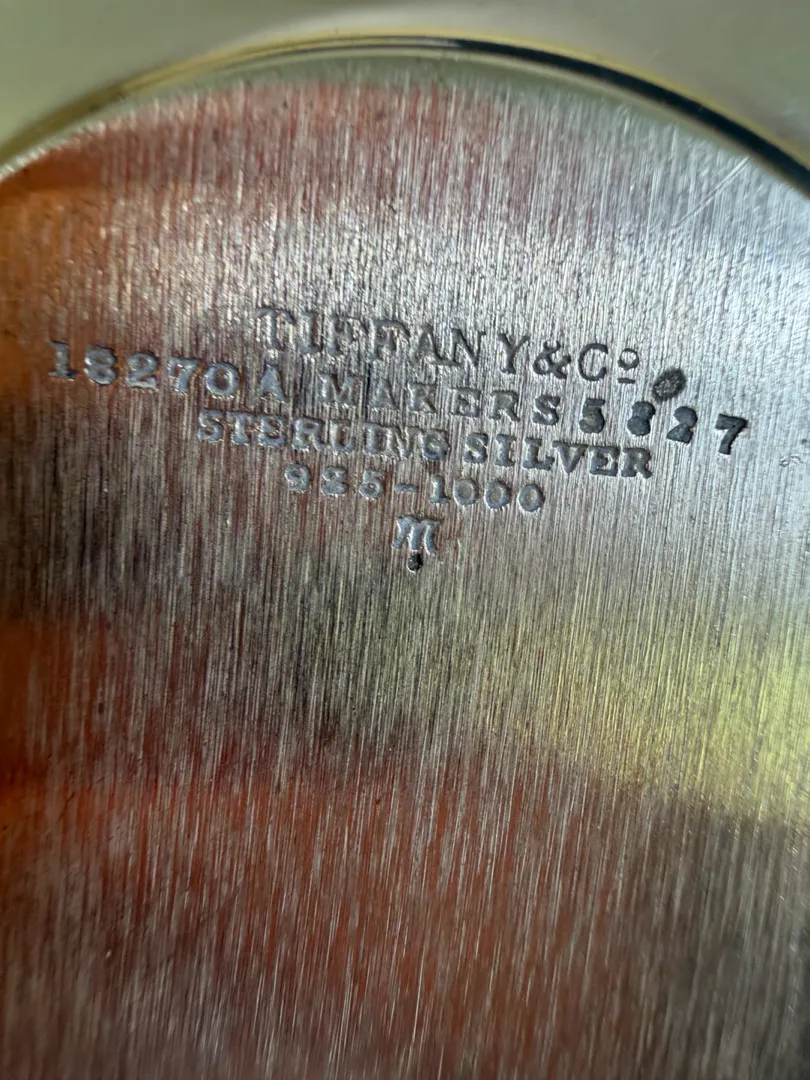 TIFFANY & Cº
18270A MAKERS 5827
STERLING SILVER
925-1000
m